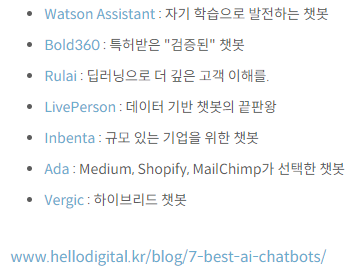 Watson Assistant : 자기 학습으로 발전하는 챗봇
Bold360 : 특허받은 "검증된" 챗봇
Rulai : 딥러닝으로 더 깊은 고객 이해를.
LivePerson : 데이터 기반 챗봇의 끝판왕
Inbenta : 규모 있는 기업을 위한 챗봇
Ada : Medium, Shopify, MailChimp가 선택한 챗봇
Vergic : 하이브리드 챗봇
www.hellodigital.kr/blog/7-best-ai-chatbots/